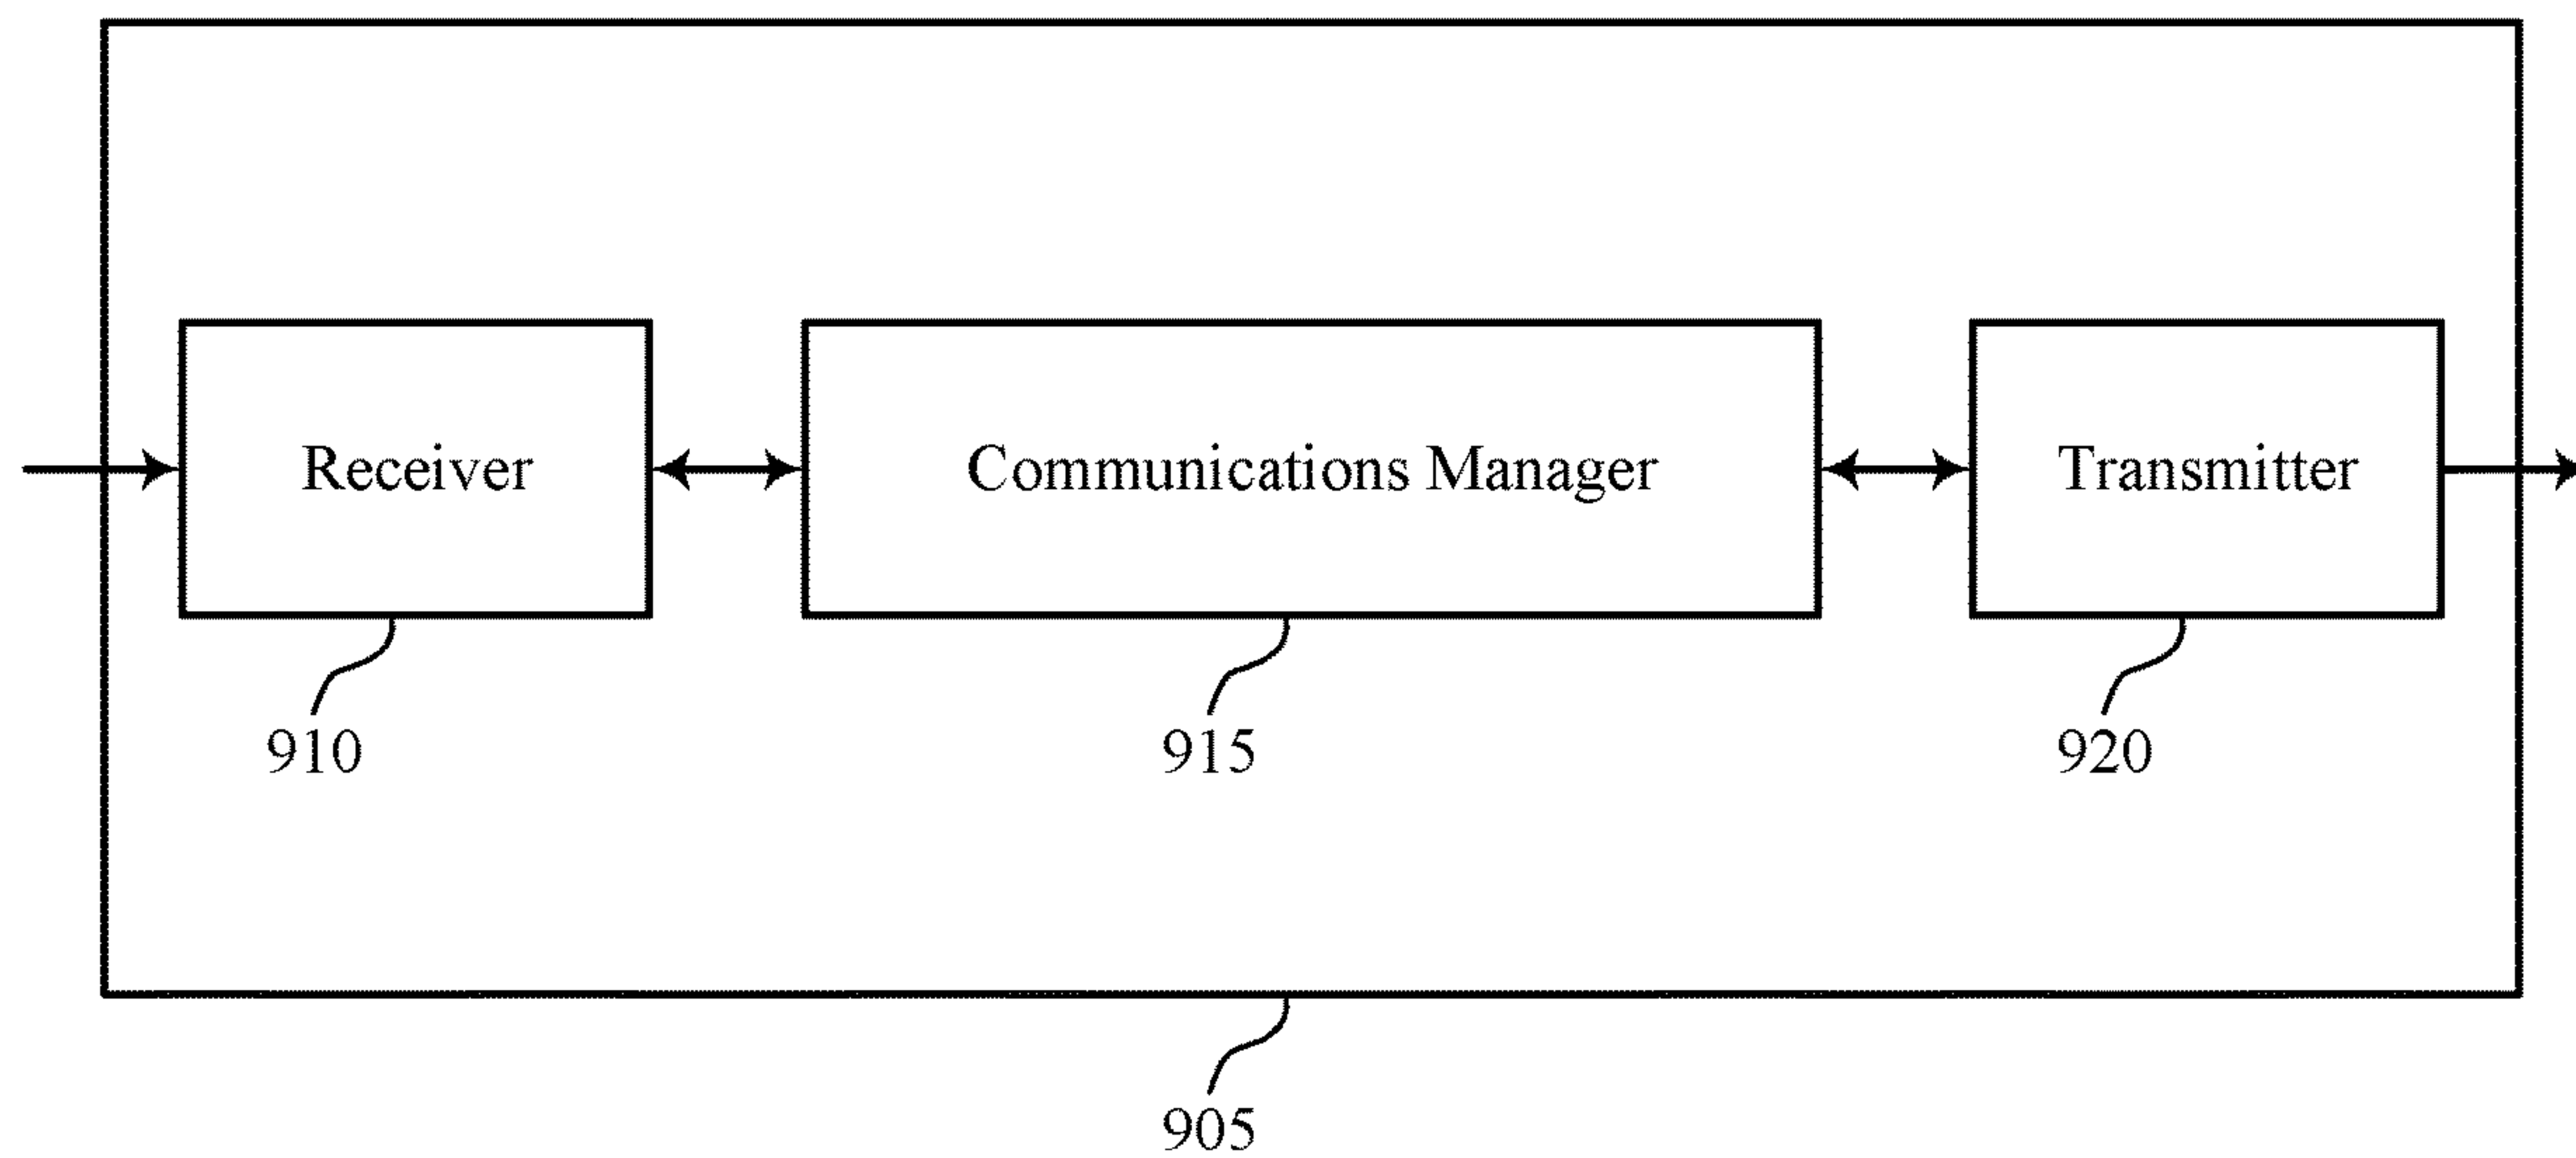 Receiver
Communications Manager
Transmitter
910
915
920
905